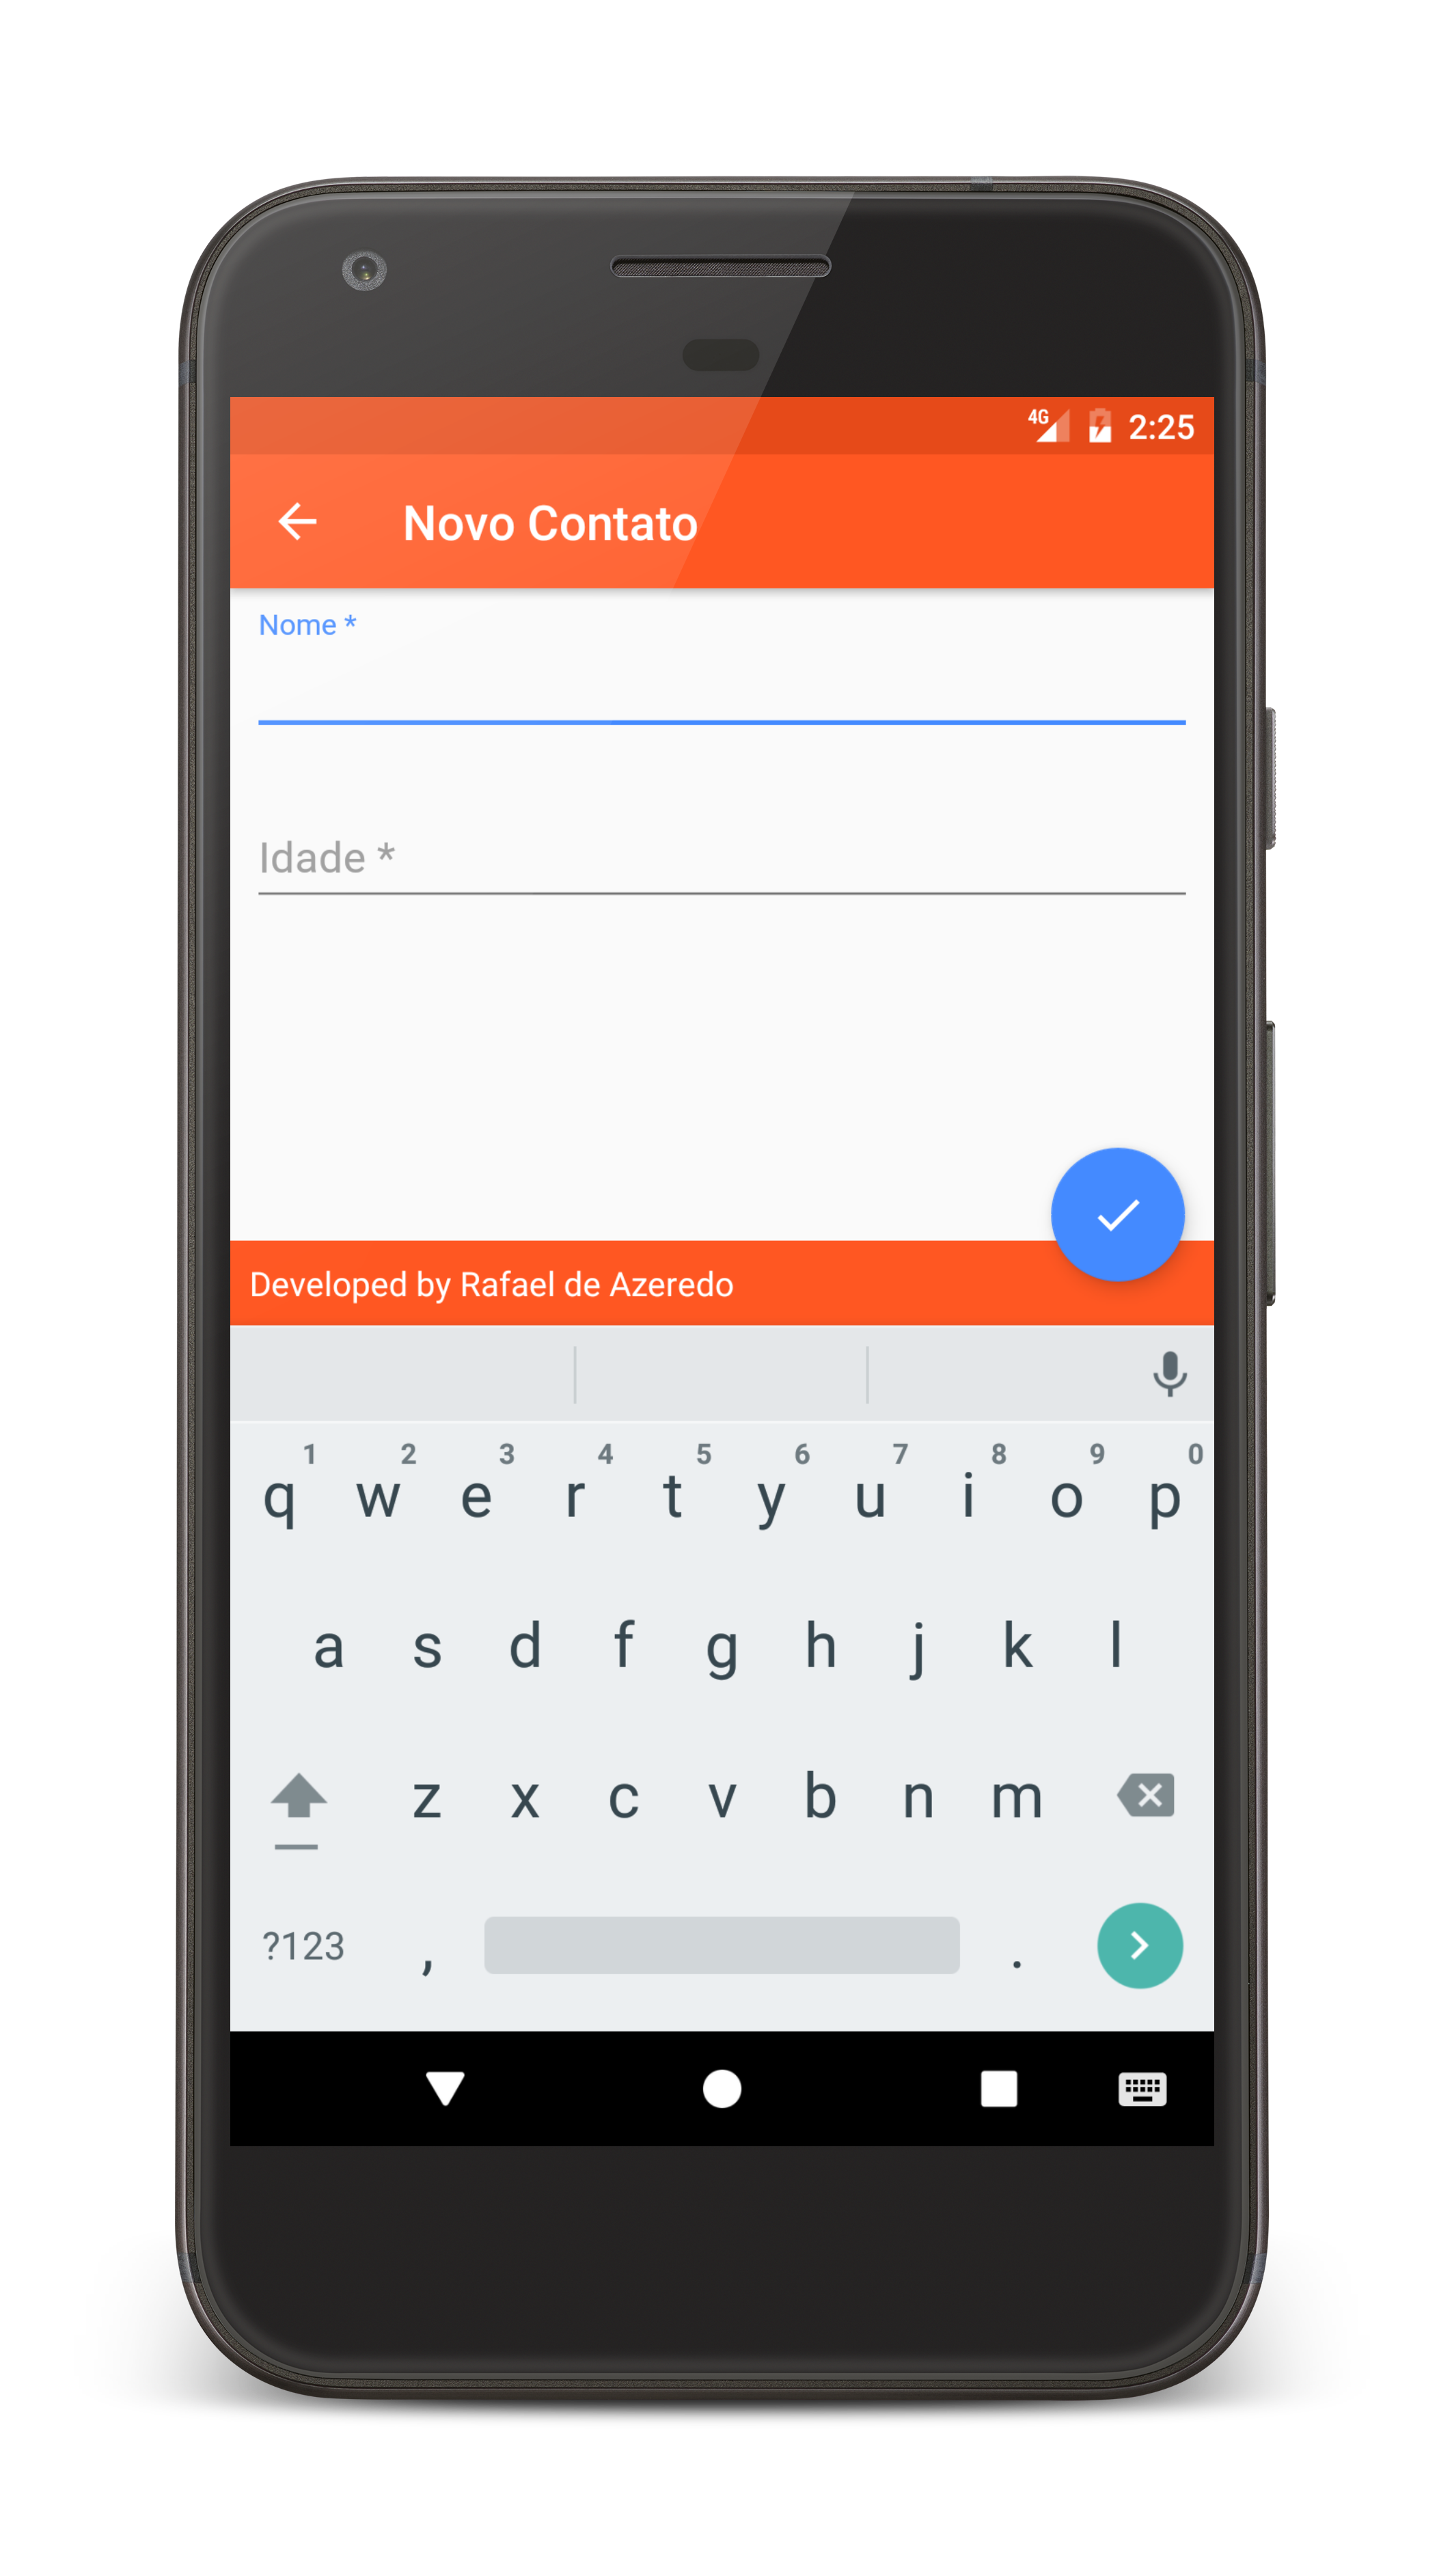 4G 2:25
Novo Contato
Nome *
Idade *
Developed by Rafael de Azeredo
1 2 3 4 5 6 7 8 9 0
q w e r t y u i o p
a s d f g h j k l
z x c v b n m
?123 , .